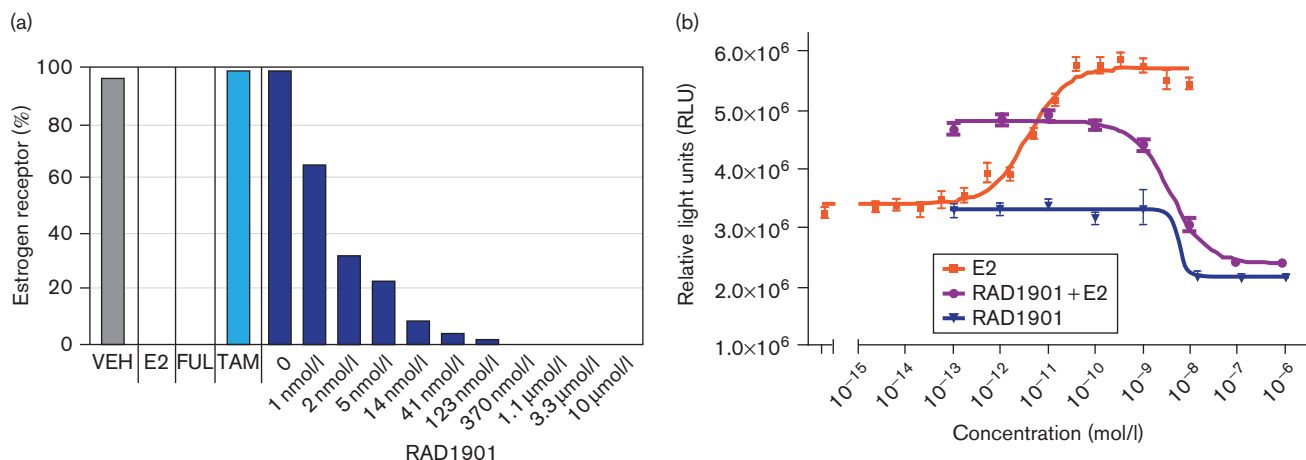 (a)
Estrogen receptor (%)
100
80
60
40
20
0
VEH E2 FUL TAM
0
1 nmol/l
2 nmol/l
5 nmol/l
14 nmol/l
41 nmol/l
123 nmol/l
370 nmol/l
1.1 µmol/l
3.3 µmol/l
10 µmol/l
RAD1901
(b)
Relative light units (RLU)
6.0×10⁶
5.0×10⁶
4.0×10⁶
3.0×10⁶
2.0×10⁶
1.0×10⁶
E2
RAD1901+E2
RAD1901
10⁻¹⁵
10⁻¹⁴
10⁻¹³
10⁻¹²
10⁻¹¹
10⁻¹⁰
10⁻⁹
10⁻⁸
10⁻⁷
10⁻⁶
Concentration (mol/l)